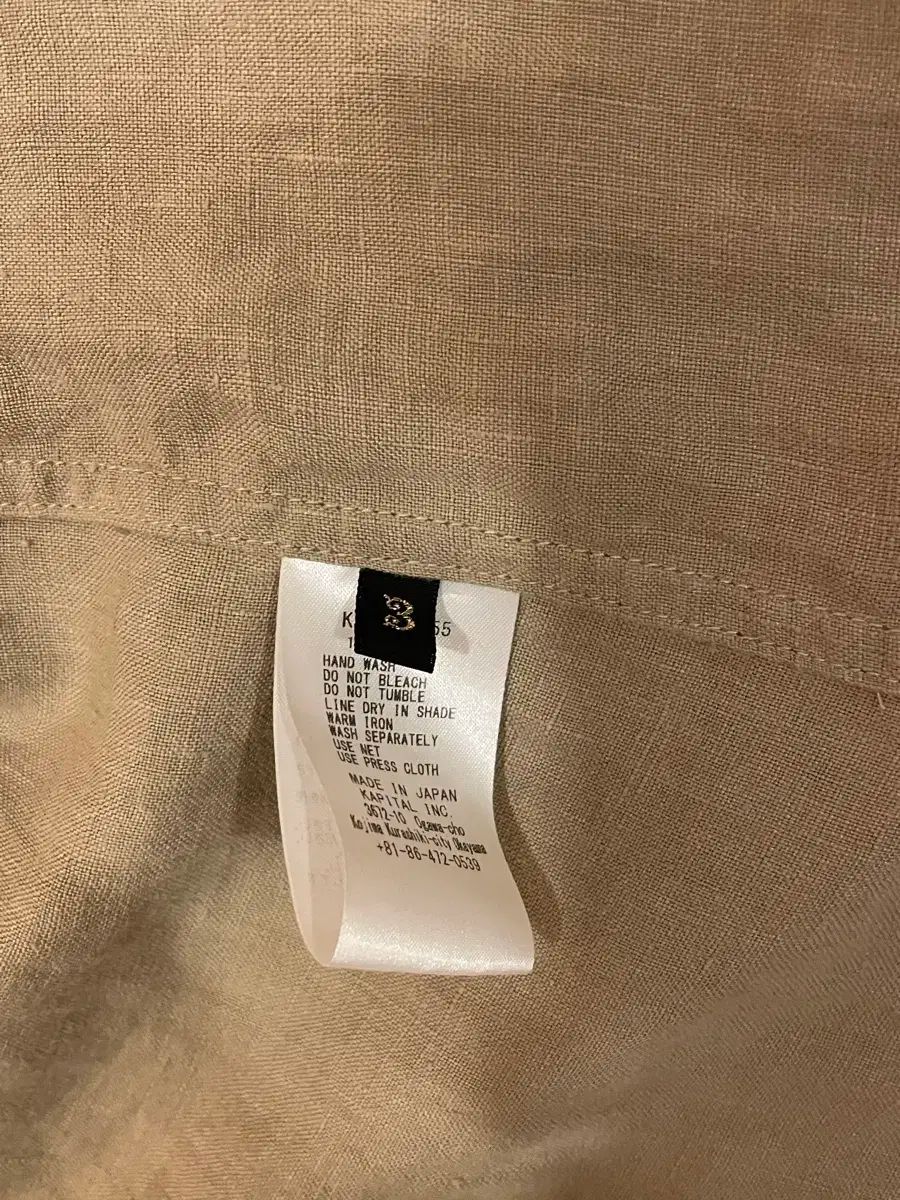 3
55
HAND WASH
DO NOT BLEACH
DO NOT TUMBLE
LINE DRY IN SHADE
WARM IRON
WASH SEPARATELY
USE NET
USE PRESS CLOTH
MADE IN JAPAN
KAPITAL INC.
3672-10 Ogawa-cho
Kojima Kurashiki-city Okayama
+81-86-472-0539